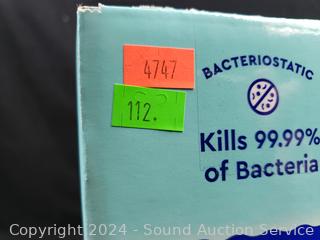 4747
112.
BACTERIOSTATIC
Kills 99.99%
of Bacteria
Copyright 2024 - Sound Auction Service